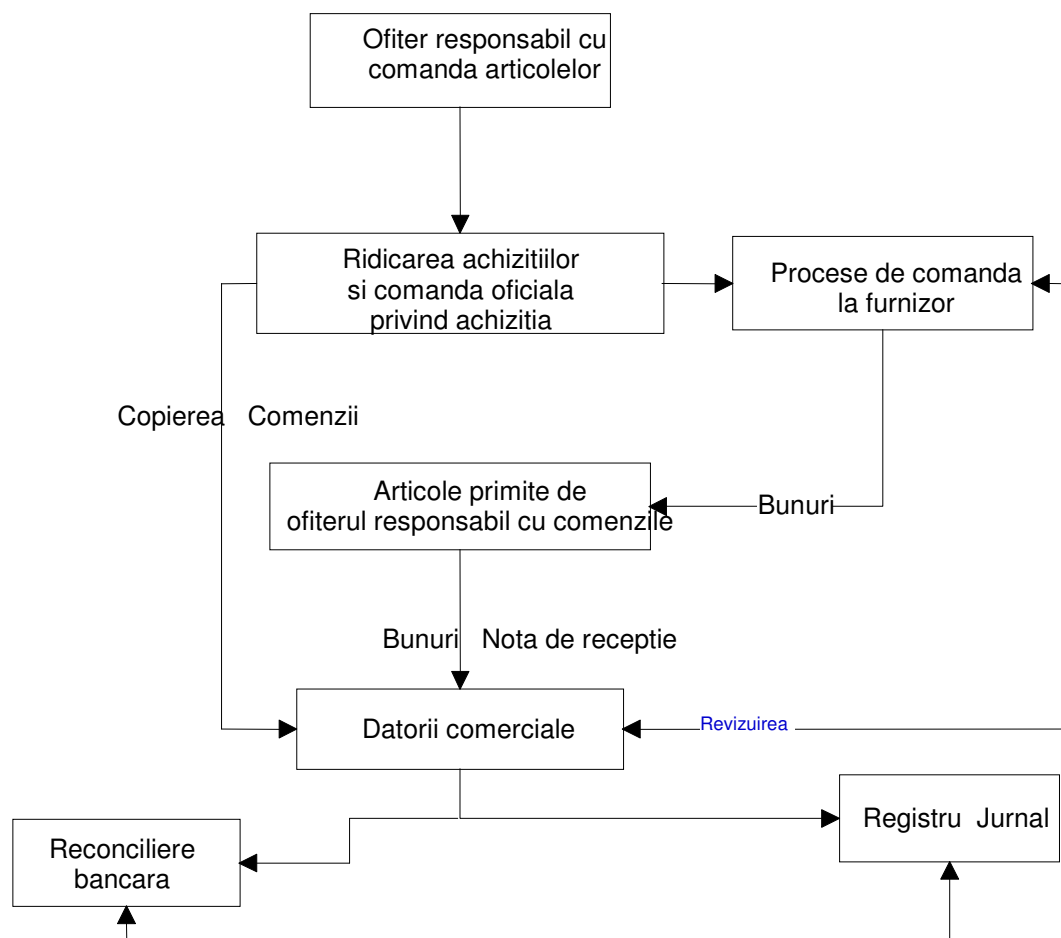 Ofiter responsabil cu
comanda articolelor
Ridicarea achizitiilor
si comanda oficiala
privind achizitia
Procese de comanda
la furnizor
Copierea Comenzii
Articole primite de
ofiterul responsabil cu comenzile
Bunuri
Bunuri Nota de receptie
Datorii comerciale
Revizuirea
Registru Jurnal
Reconciliere
bancara